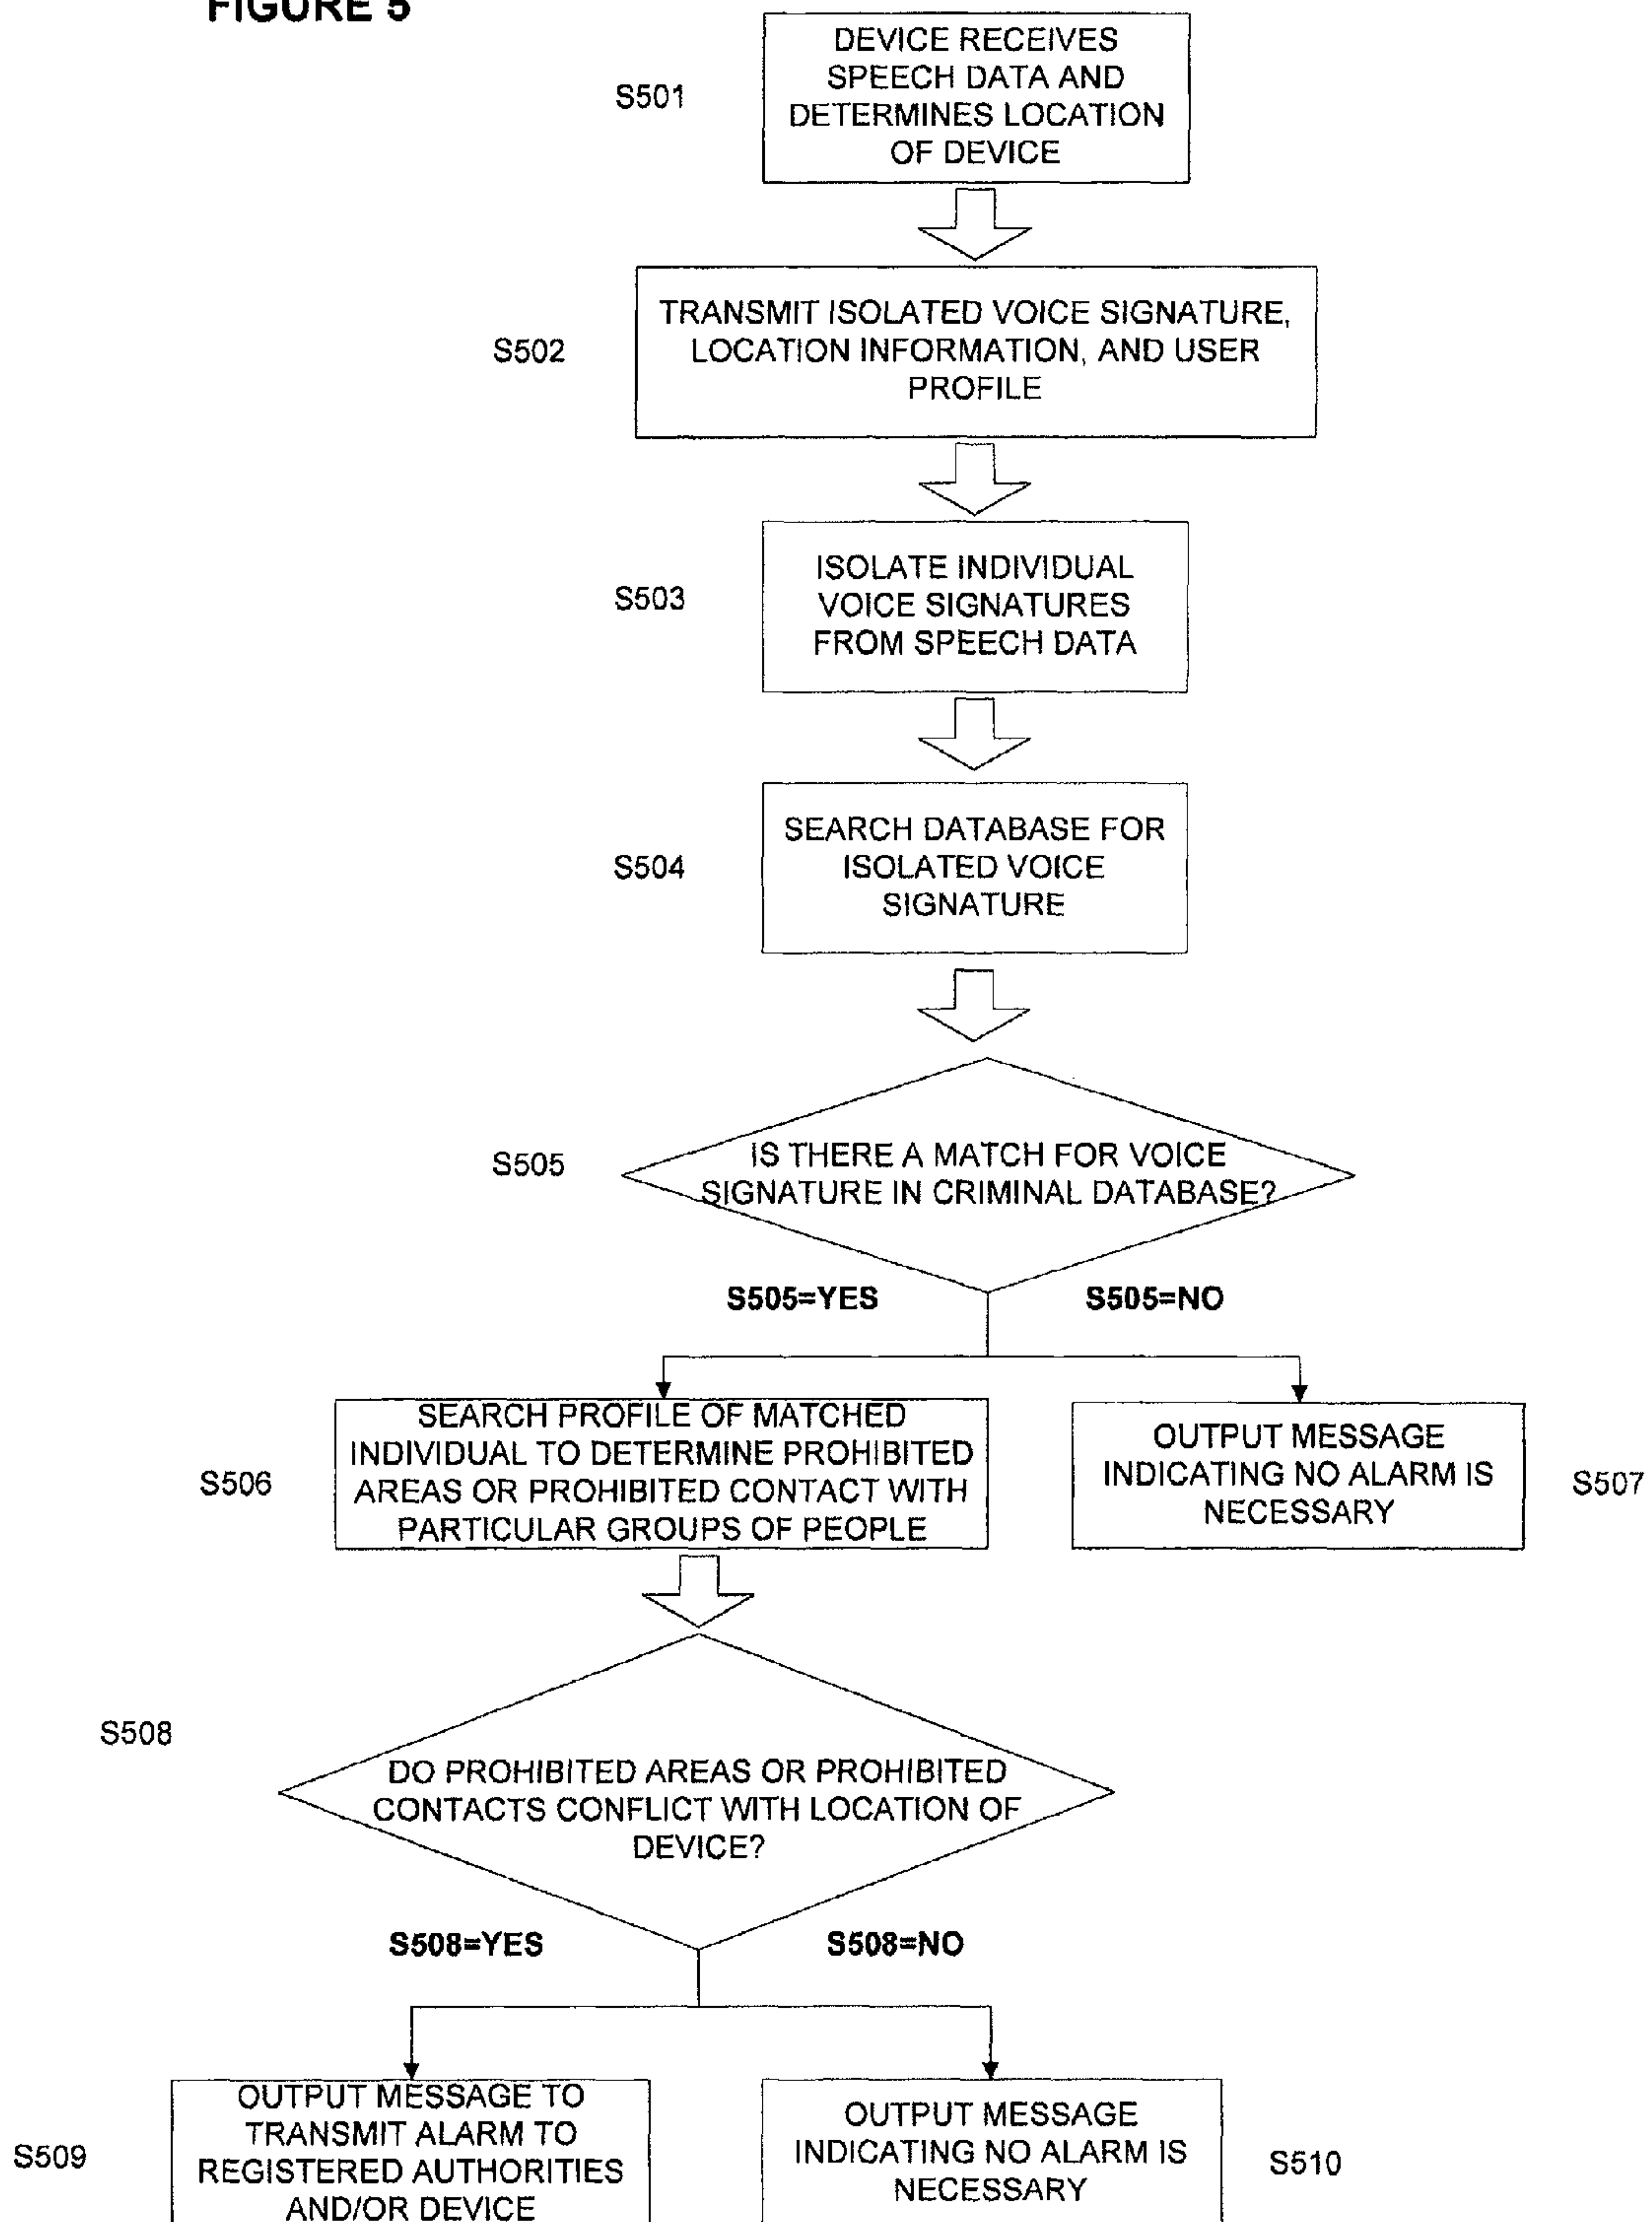 FIGURE 5
DEVICE RECEIVES
SPEECH DATA AND
DETERMINES LOCATION
OF DEVICE
S501
TRANSMIT ISOLATED VOICE SIGNATURE,
LOCATION INFORMATION, AND USER
PROFILE
S502
ISOLATE INDIVIDUAL
VOICE SIGNATURES
FROM SPEECH DATA
S503
SEARCH DATABASE FOR
ISOLATED VOICE
SIGNATURE
S504
IS THERE A MATCH FOR VOICE
SIGNATURE IN CRIMINAL DATABASE?
S505
S505=YES
S505=NO
SEARCH PROFILE OF MATCHED
INDIVIDUAL TO DETERMINE PROHIBITED
AREAS OR PROHIBITED CONTACT WITH
PARTICULAR GROUPS OF PEOPLE
S506
OUTPUT MESSAGE
INDICATING NO ALARM IS
NECESSARY
S507
S508
DO PROHIBITED AREAS OR PROHIBITED
CONTACTS CONFLICT WITH LOCATION OF
DEVICE?
S508=YES
S508=NO
OUTPUT MESSAGE TO
TRANSMIT ALARM TO
REGISTERED AUTHORITIES
AND/OR DEVICE
S509
OUTPUT MESSAGE
INDICATING NO ALARM IS
NECESSARY
S510